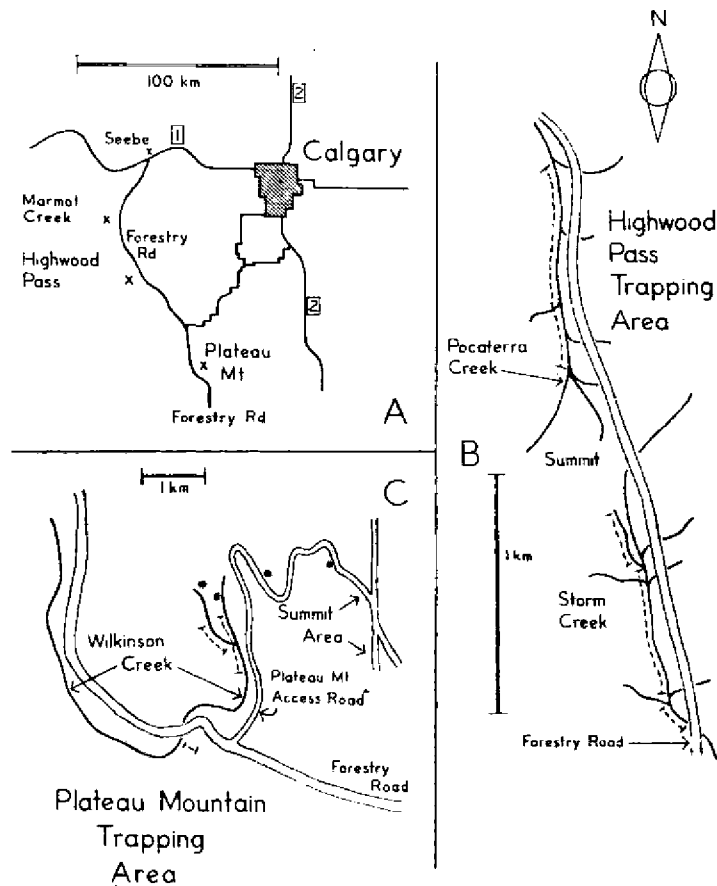 100 km
2
1
Seebe
Calgary
Marmot
Creek
Forestry
Rd
Highwood
Pass
2
Plateau
Mt
Forestry Rd
A
N
Highwood
Pass
Trapping
Area
Pocaterra
Creek
B
Summit
1km
Storm
Creek
Forestry Road
1 km
C
Summit
Area
Wilkinson
Creek
Plateau Mt
Access Road
Forestry
Road
Plateau Mountain
Trapping
Area